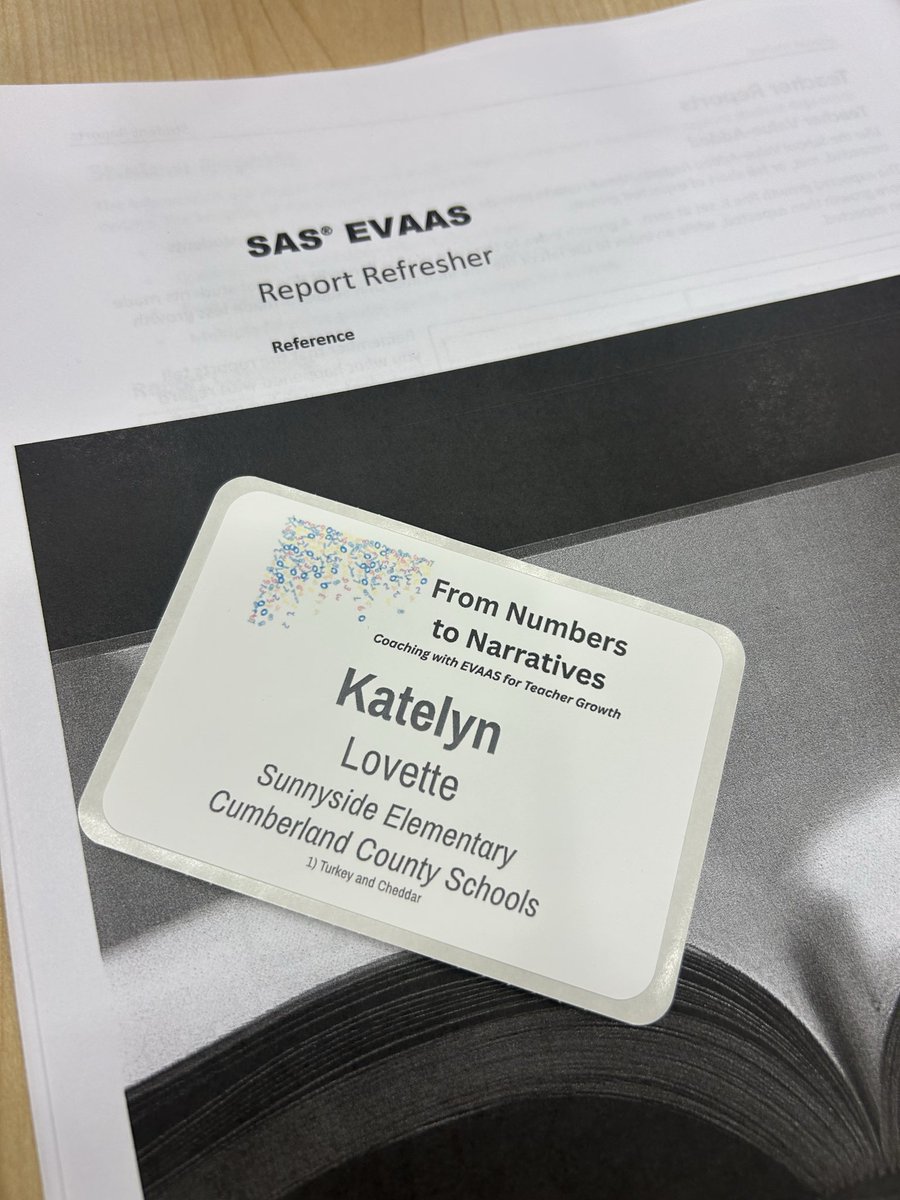 SAS® EVAAS
Report Refresher
Reference
From Numbers
to Narratives
Coaching with EVAAS for Teacher Growth
Katelyn
Lovette
Sunnyside Elementary
Cumberland County Schools
1) Turkey and Cheddar